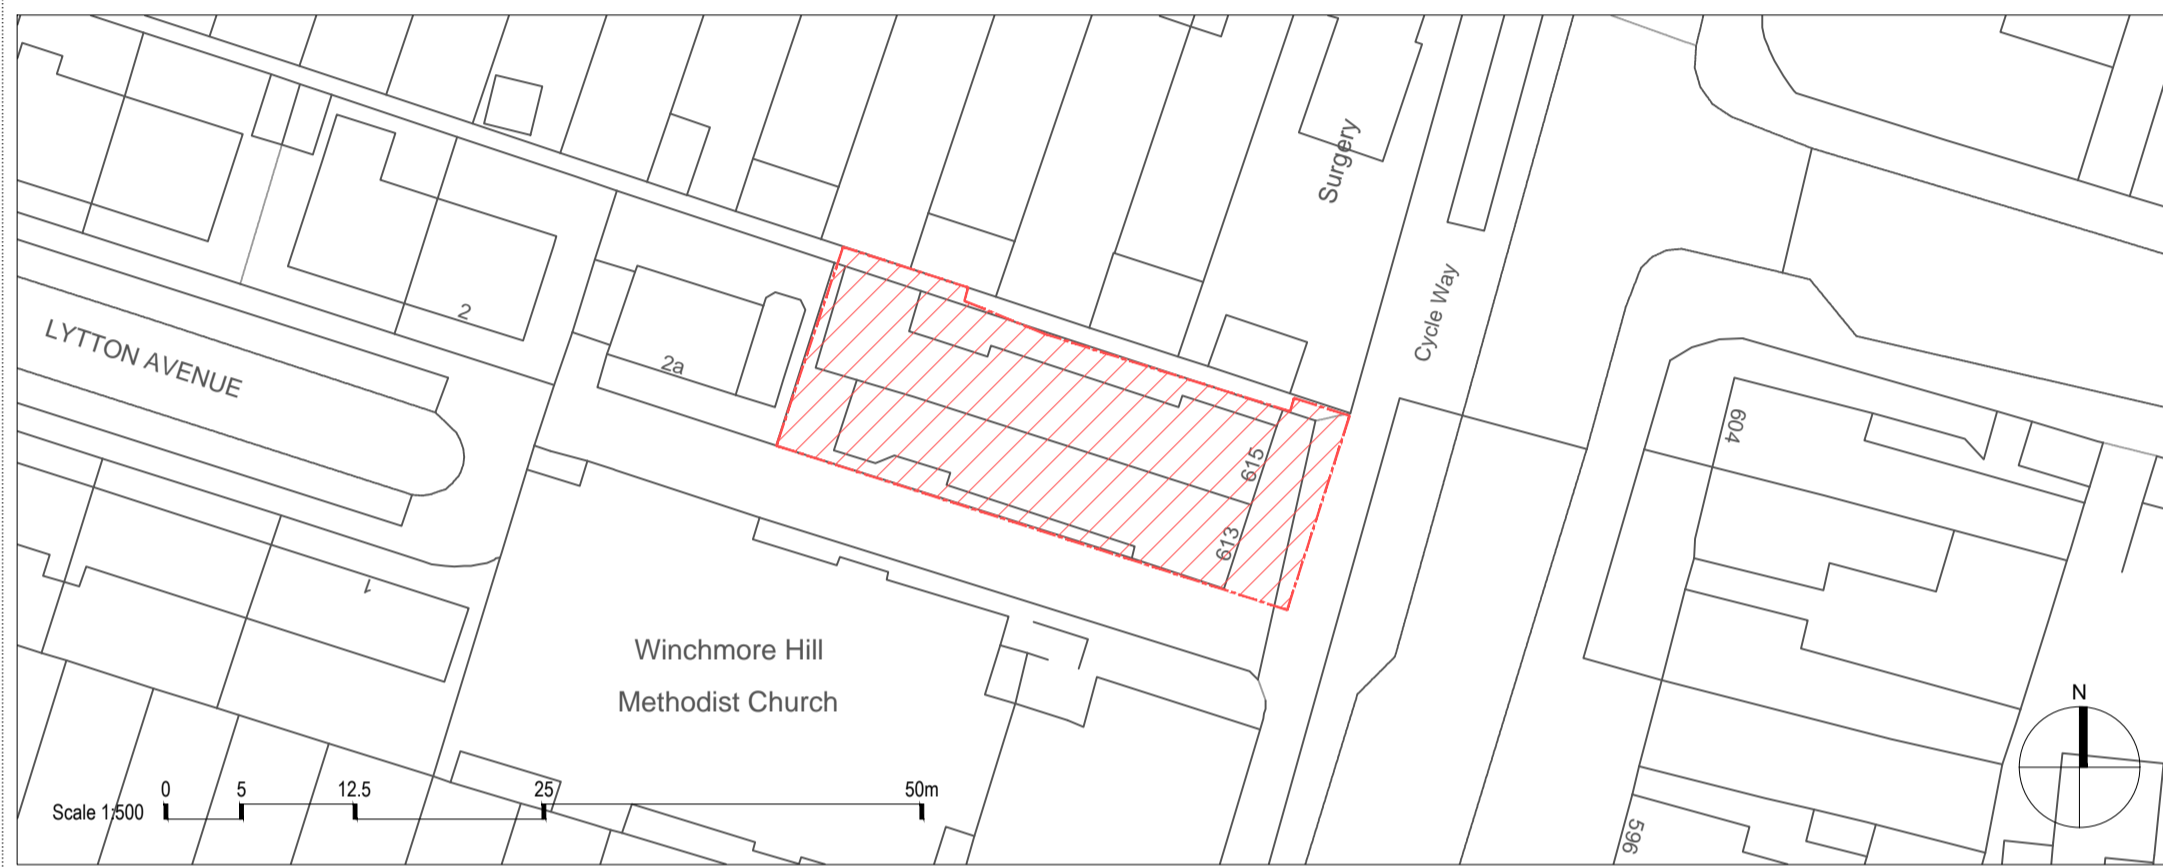 Surgery
Cycle Way
2
2a
LYTTON AVENUE
604
615
613
1
Winchmore Hill
Methodist Church
N
0 5 12.5 25 50m
Scale 1:500
596